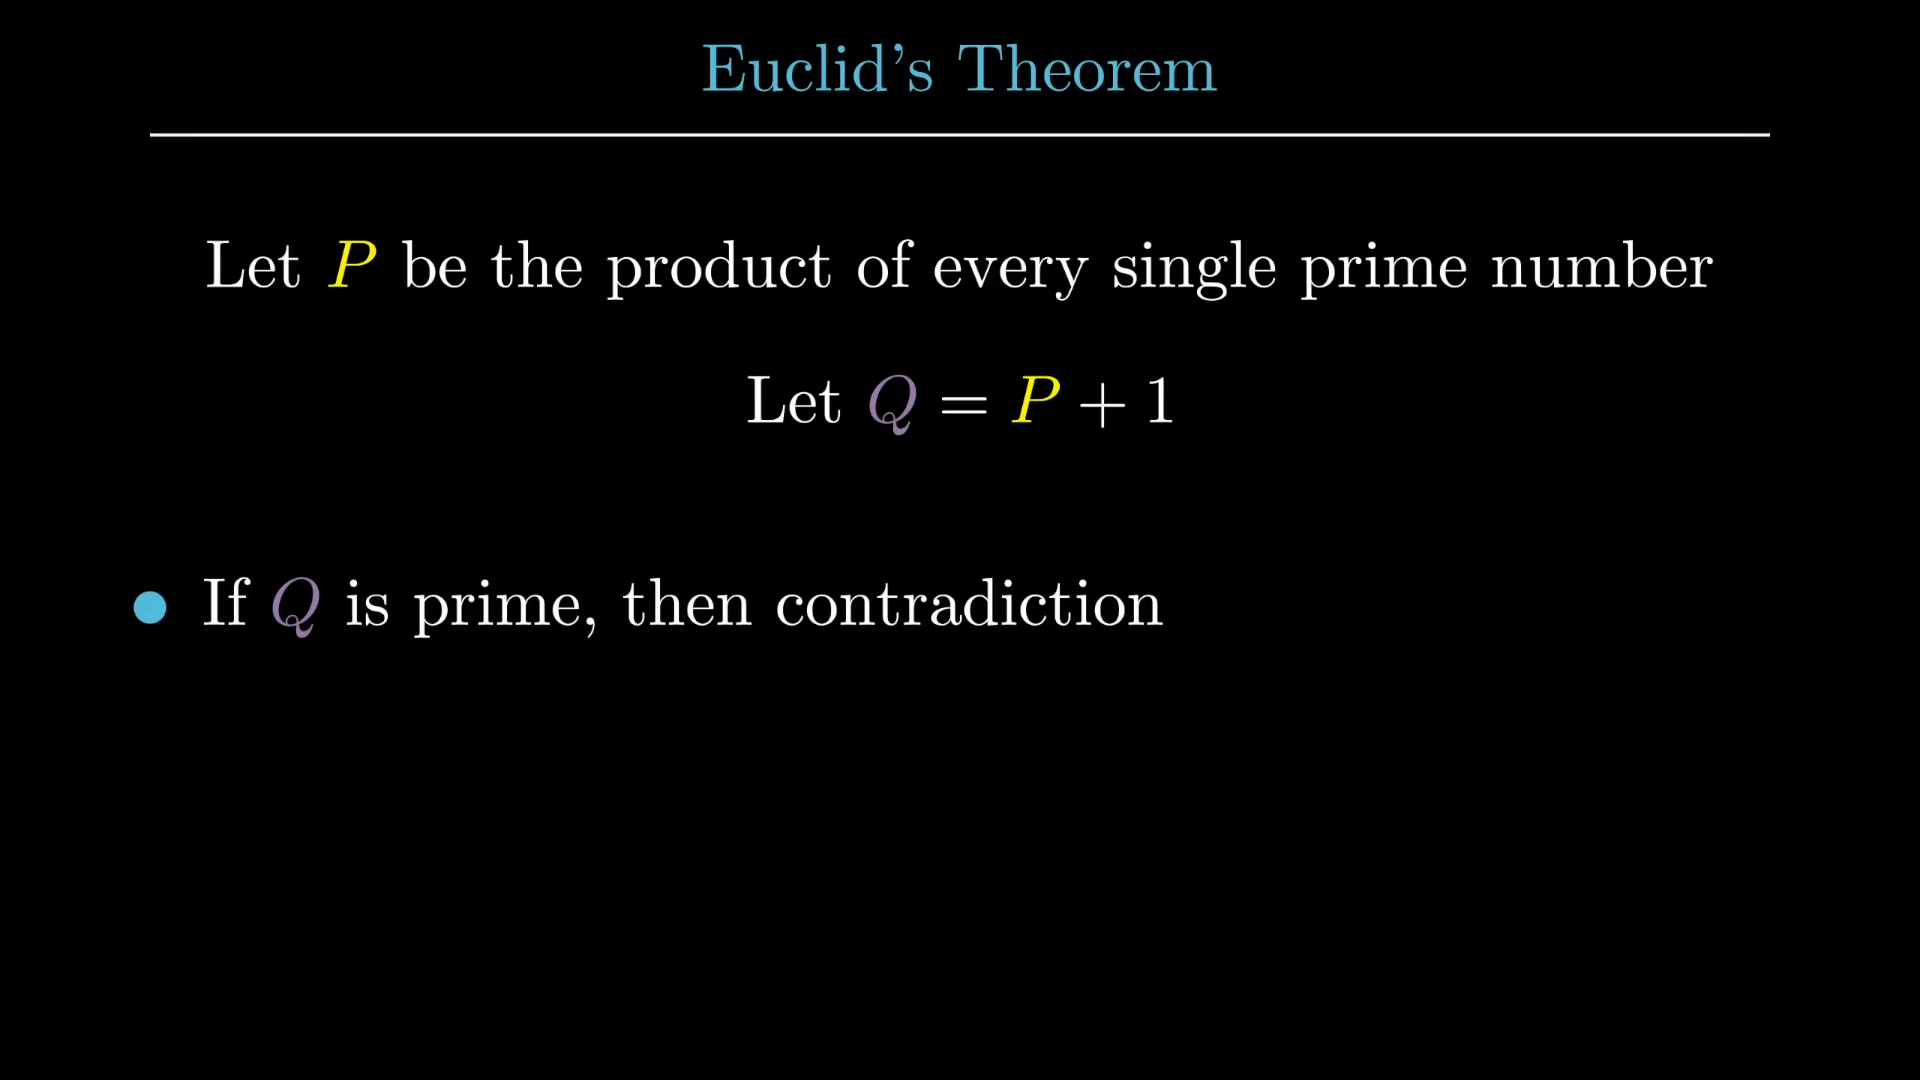 Euclid’s Theorem
Let P be the product of every single prime number
Let Q = P + 1
• If Q is prime, then contradiction